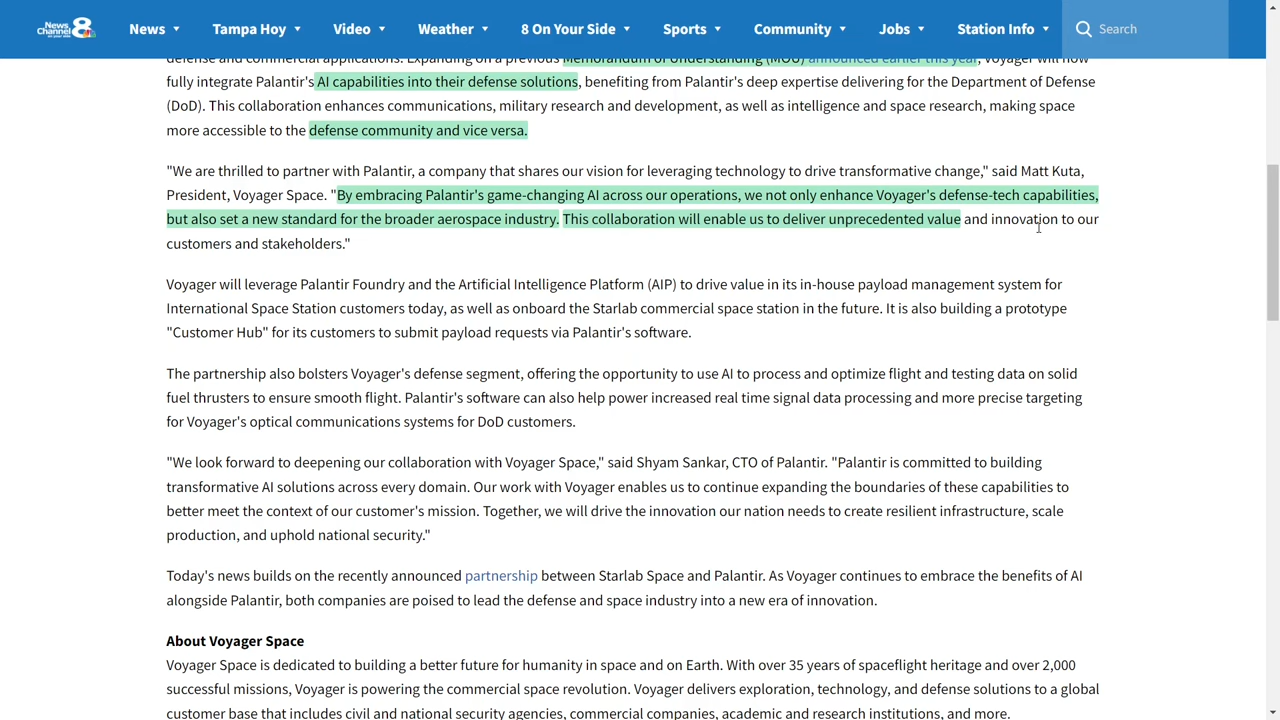 News Channel 8 on your side
News
Tampa Hoy
Video
Weather
8 On Your Side
Sports
Community
Jobs
Station Info
Search
defense and commercial applications. Expanding on a previous Memorandum of Understanding (MOU) announced earlier this year, Voyager will now
fully integrate Palantir's AI capabilities into their defense solutions, benefiting from Palantir's deep expertise delivering for the Department of Defense
(DoD). This collaboration enhances communications, military research and development, as well as intelligence and space research, making space
more accessible to the defense community and vice versa.
"We are thrilled to partner with Palantir, a company that shares our vision for leveraging technology to drive transformative change," said Matt Kuta,
President, Voyager Space. "By embracing Palantir's game-changing AI across our operations, we not only enhance Voyager's defense-tech capabilities,
but also set a new standard for the broader aerospace industry. This collaboration will enable us to deliver unprecedented value and innovation to our
customers and stakeholders."
Voyager will leverage Palantir Foundry and the Artificial Intelligence Platform (AIP) to drive value in its in-house payload management system for
International Space Station customers today, as well as onboard the Starlab commercial space station in the future. It is also building a prototype
"Customer Hub" for its customers to submit payload requests via Palantir's software.
The partnership also bolsters Voyager's defense segment, offering the opportunity to use AI to process and optimize flight and testing data on solid
fuel thrusters to ensure smooth flight. Palantir's software can also help power increased real time signal data processing and more precise targeting
for Voyager's optical communications systems for DoD customers.
"We look forward to deepening our collaboration with Voyager Space," said Shyam Sankar, CTO of Palantir. "Palantir is committed to building
transformative AI solutions across every domain. Our work with Voyager enables us to continue expanding the boundaries of these capabilities to
better meet the context of our customer's mission. Together, we will drive the innovation our nation needs to create resilient infrastructure, scale
production, and uphold national security."
Today's news builds on the recently announced partnership between Starlab Space and Palantir. As Voyager continues to embrace the benefits of AI
alongside Palantir, both companies are poised to lead the defense and space industry into a new era of innovation.
About Voyager Space
Voyager Space is dedicated to building a better future for humanity in space and on Earth. With over 35 years of spaceflight heritage and over 2,000
successful missions, Voyager is powering the commercial space revolution. Voyager delivers exploration, technology, and defense solutions to a global
customer base that includes civil and national security agencies, commercial companies, academic and research institutions, and more.